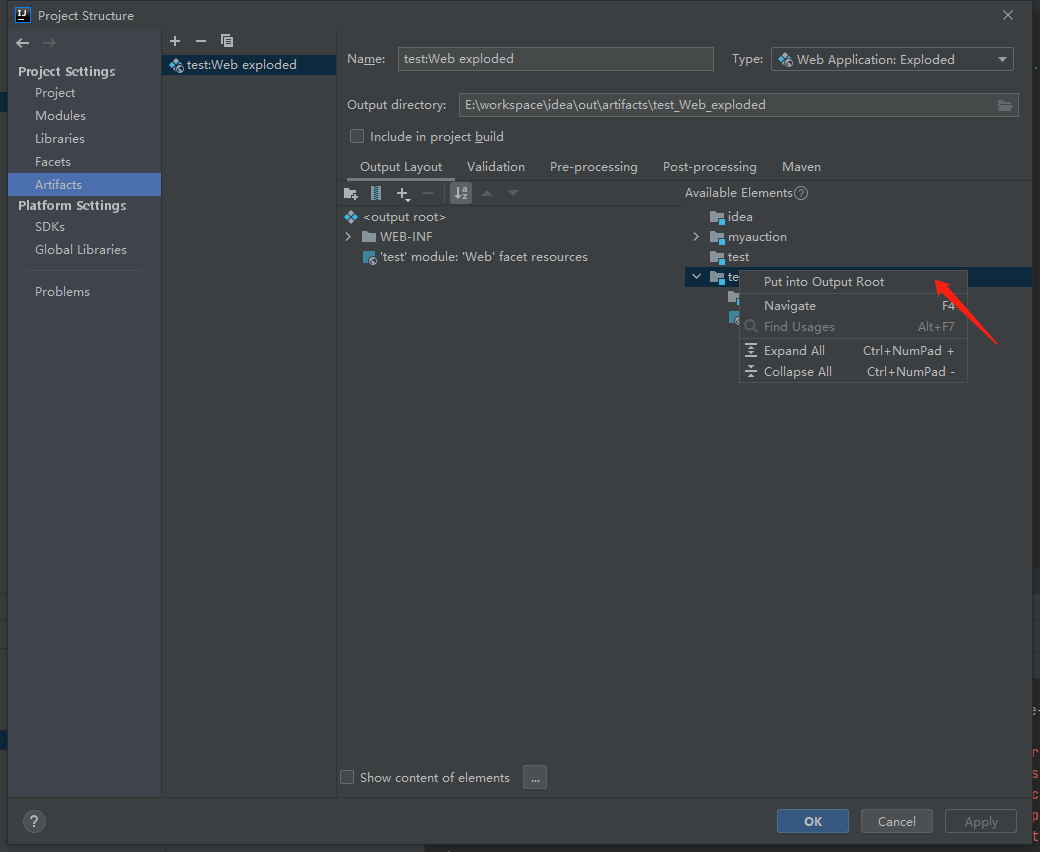 Project Structure
Project Settings
Project
Modules
Libraries
Facets
Artifacts
Platform Settings
SDKs
Global Libraries
Problems
test:Web exploded
Name: test:Web exploded Type: Web Application: Exploded
Output directory: E:\workspace\idea\out\artifacts\test_Web_exploded
Include in project build
Output Layout Validation Pre-processing Post-processing Maven
<output root>
WEB-INF
'test' module: 'Web' facet resources
Available Elements
idea
myauction
test
te
Put into Output Root
Navigate F4
Find Usages Alt+F7
Expand All Ctrl+NumPad +
Collapse All Ctrl+NumPad -
Show content of elements ...
? OK Cancel Apply